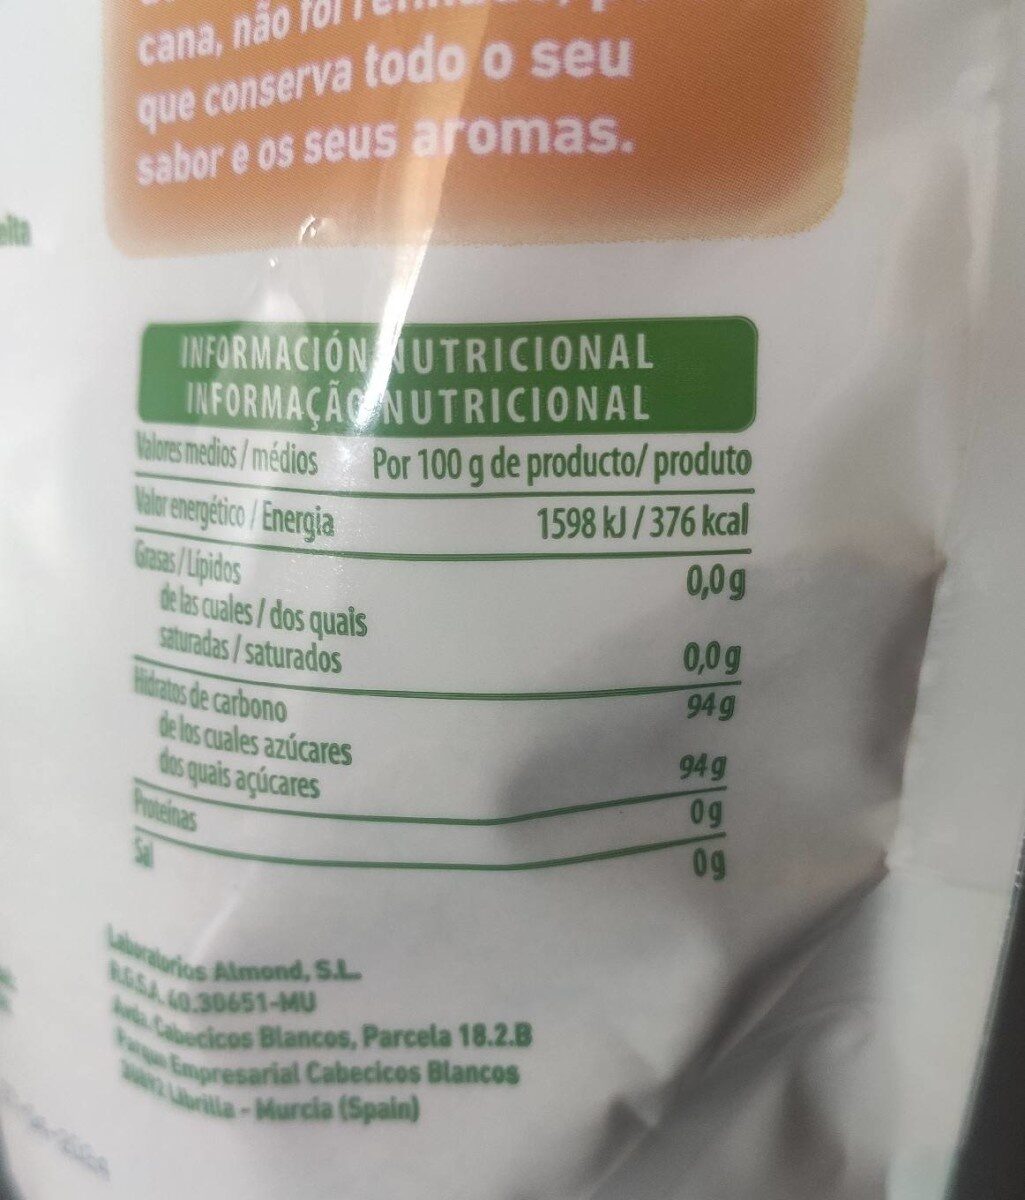 cana, não foi
que conserva todo o seu
sabor e os seus aromas.
INFORMACIÓN NUTRICIONAL
INFORMAÇÃO NUTRICIONAL
Valores medios / médios Por 100 g de producto/ produto
Valor energético / Energia 1598 kJ / 376 kcal
Grasas / Lípidos 0,0 g
de las cuales / dos quais
saturadas / saturados 0,0 g
Hidratos de carbono 94 g
de los cuales azúcares
dos quais açúcares 94 g
Proteínas 0 g
Sal 0 g
Laboratorios Almond, S.L.
R.G.S.A. 40.30651-MU
Avda. Cabecicos Blancos, Parcela 18.2.B
Parque Empresarial Cabecicos Blancos
30892 Librilla - Murcia (Spain)